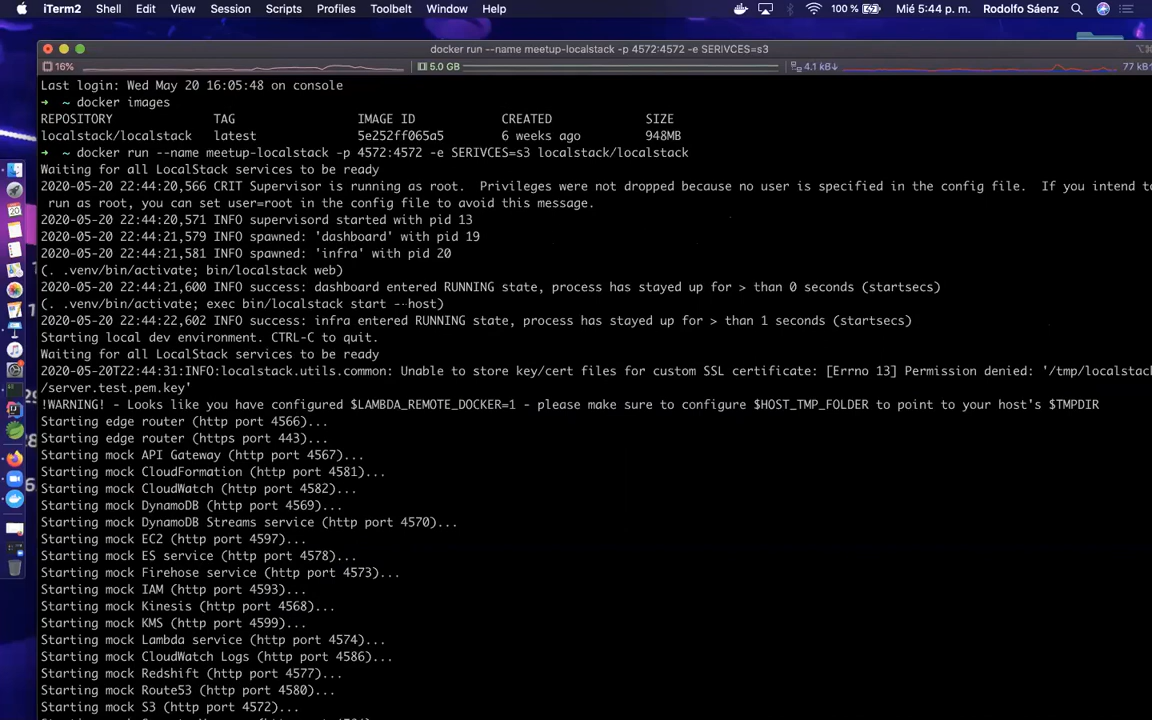 iTerm2 Shell Edit View Session Scripts Profiles Toolbelt Window Help 100 % Mié 5:44 p. m. Rodolfo Sáenz
docker run --name meetup-localstack -p 4572:4572 -e SERIVCES=s3
16% 5.0 GB 4.1 kB↓ 77 kB↑
Last login: Wed May 20 16:05:48 on console
➜ ~ docker images
REPOSITORY TAG IMAGE ID CREATED SIZE
localstack/localstack latest 5e252ff065a5 6 weeks ago 948MB
➜ ~ docker run --name meetup-localstack -p 4572:4572 -e SERIVCES=s3 localstack/localstack
Waiting for all LocalStack services to be ready
2020-05-20 22:44:20,566 CRIT Supervisor is running as root.  Privileges were not dropped because no user is specified in the config file.  If you intend to
run as root, you can set user=root in the config file to avoid this message.
2020-05-20 22:44:20,571 INFO supervisord started with pid 13
2020-05-20 22:44:21,579 INFO spawned: 'dashboard' with pid 19
2020-05-20 22:44:21,581 INFO spawned: 'infra' with pid 20
(. .venv/bin/activate; bin/localstack web)
2020-05-20 22:44:21,600 INFO success: dashboard entered RUNNING state, process has stayed up for > than 0 seconds (startsecs)
(. .venv/bin/activate; exec bin/localstack start --host)
2020-05-20 22:44:22,602 INFO success: infra entered RUNNING state, process has stayed up for > than 1 seconds (startsecs)
Starting local dev environment. CTRL-C to quit.
Waiting for all LocalStack services to be ready
2020-05-20T22:44:31:INFO:localstack.utils.common: Unable to store key/cert files for custom SSL certificate: [Errno 13] Permission denied: '/tmp/localstack
/server.test.pem.key'
!WARNING! - Looks like you have configured $LAMBDA_REMOTE_DOCKER=1 - please make sure to configure $HOST_TMP_FOLDER to point to your host's $TMPDIR
Starting edge router (http port 4566)...
Starting edge router (https port 443)...
Starting mock API Gateway (http port 4567)...
Starting mock CloudFormation (http port 4581)...
Starting mock CloudWatch (http port 4582)...
Starting mock DynamoDB (http port 4569)...
Starting mock DynamoDB Streams service (http port 4570)...
Starting mock EC2 (http port 4597)...
Starting mock ES service (http port 4578)...
Starting mock Firehose service (http port 4573)...
Starting mock IAM (http port 4593)...
Starting mock Kinesis (http port 4568)...
Starting mock KMS (http port 4599)...
Starting mock Lambda service (http port 4574)...
Starting mock CloudWatch Logs (http port 4586)...
Starting mock Redshift (http port 4577)...
Starting mock Route53 (http port 4580)...
Starting mock S3 (http port 4572)...